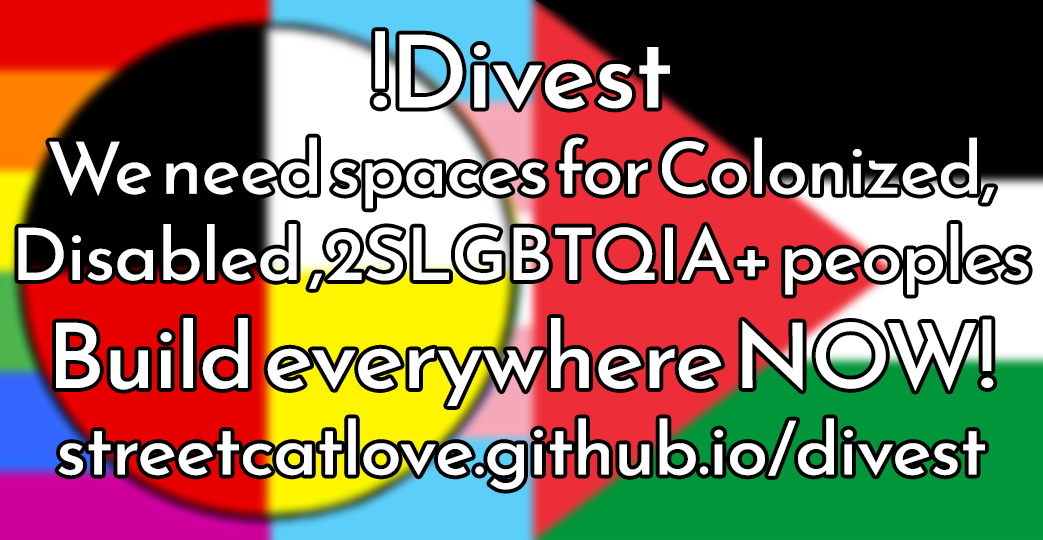 !Divest
We need spaces for Colonized,
Disabled ,2SLGBTQIA+ peoples
Build everywhere NOW!
streetcatlove.github.io/divest